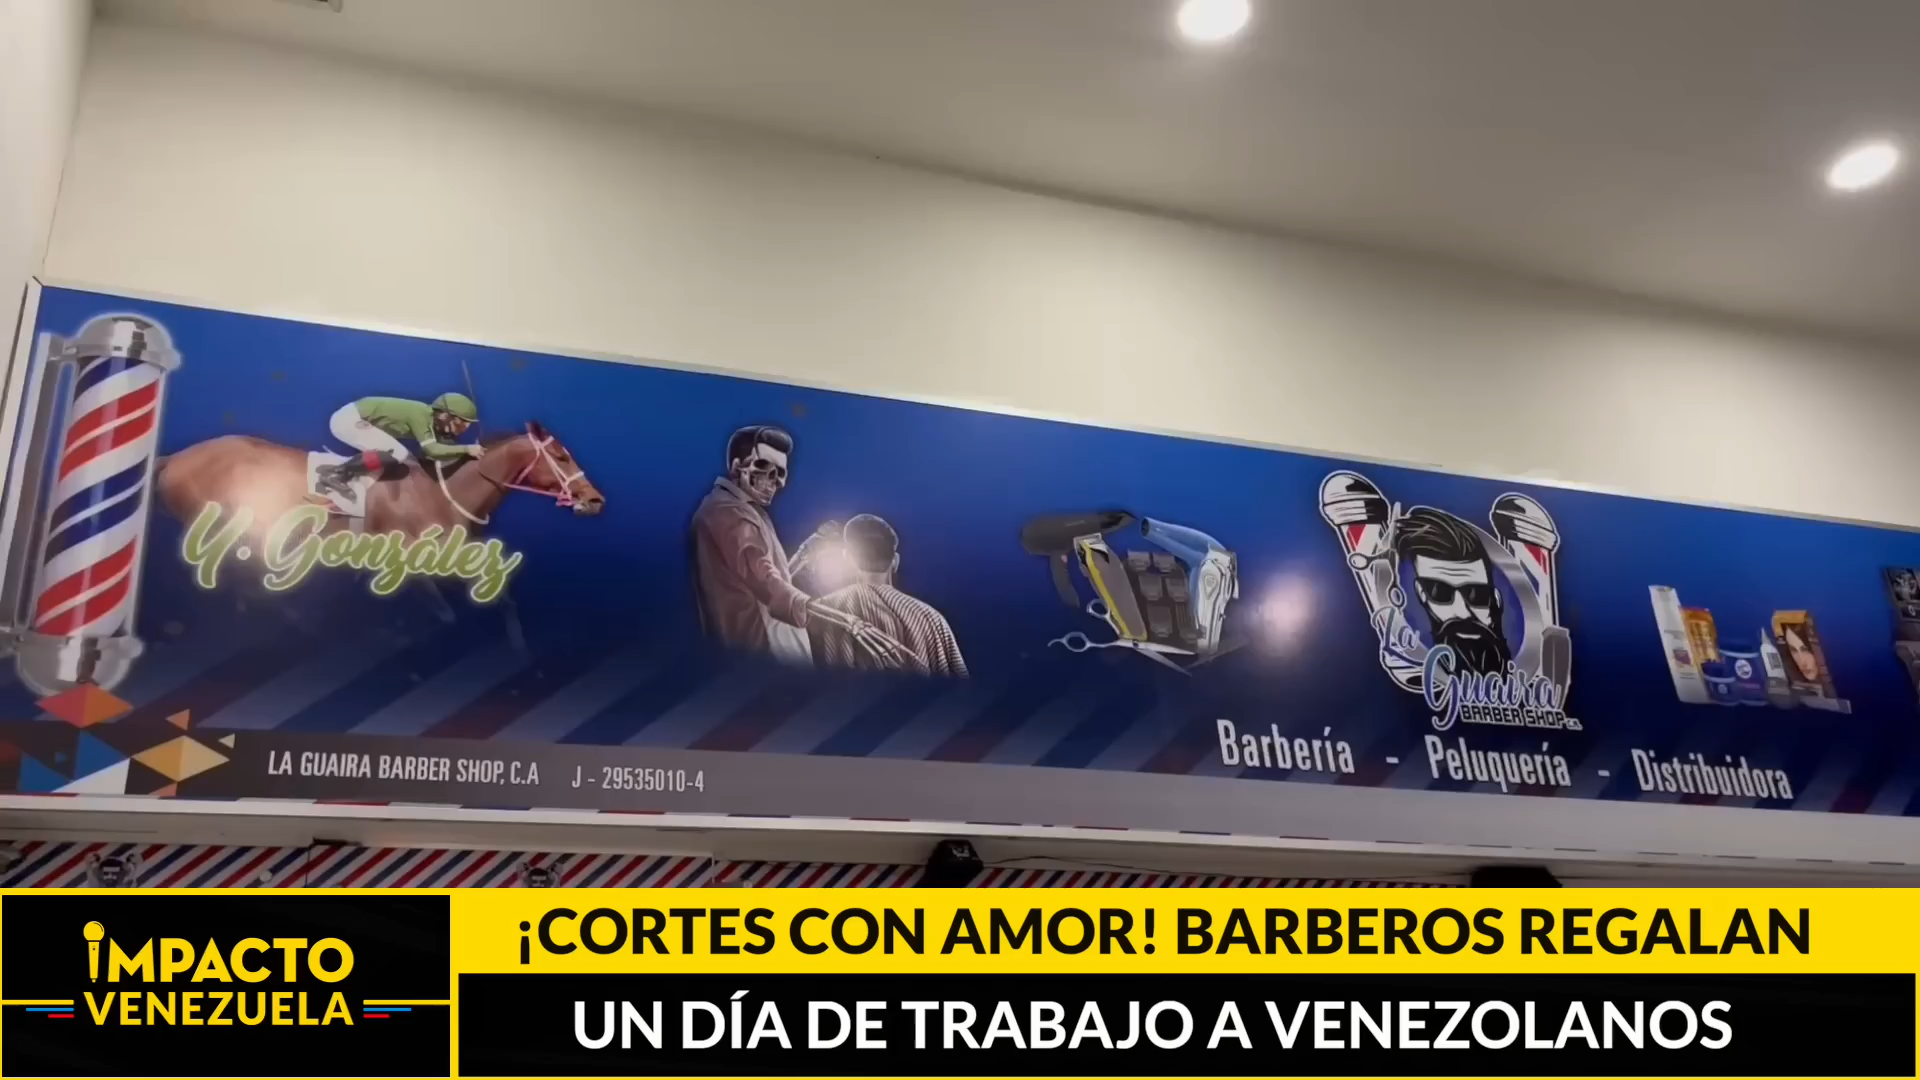 Y. González
La Guaira
BARBER SHOP C.A.
Barbería - Peluquería - Distribuidora
LA GUAIRA BARBER SHOP, C.A J - 29535010-4
IMPACTO
VENEZUELA
¡CORTES CON AMOR! BARBEROS REGALAN
UN DÍA DE TRABAJO A VENEZOLANOS